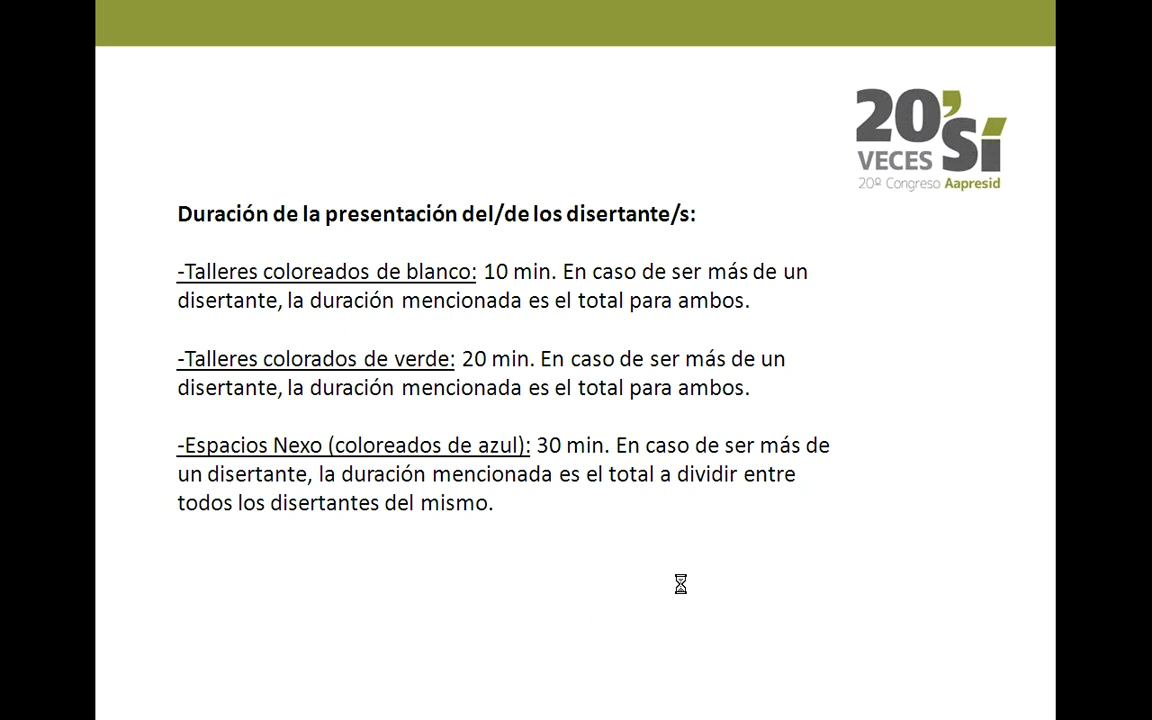 20'Sí
VECES
20º Congreso Aapresid
Duración de la presentación del/de los disertante/s:
-Talleres coloreados de blanco: 10 min. En caso de ser más de un
disertante, la duración mencionada es el total para ambos.
-Talleres colorados de verde: 20 min. En caso de ser más de un
disertante, la duración mencionada es el total para ambos.
-Espacios Nexo (coloreados de azul): 30 min. En caso de ser más de
un disertante, la duración mencionada es el total a dividir entre
todos los disertantes del mismo.